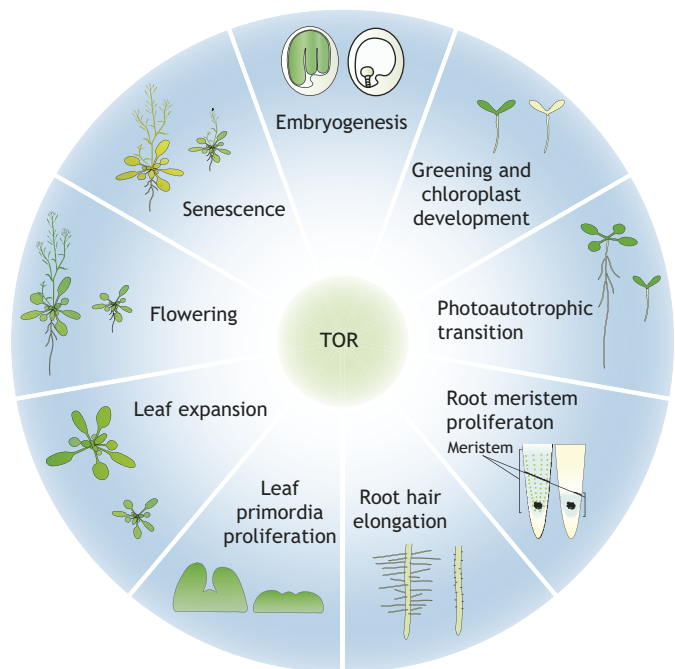 Embryogenesis
Greening and
chloroplast
development
Photoautotrophic
transition
Root meristem
proliferaton
Meristem
Root hair
elongation
Leaf
primordia
proliferation
Leaf expansion
Flowering
Senescence
TOR